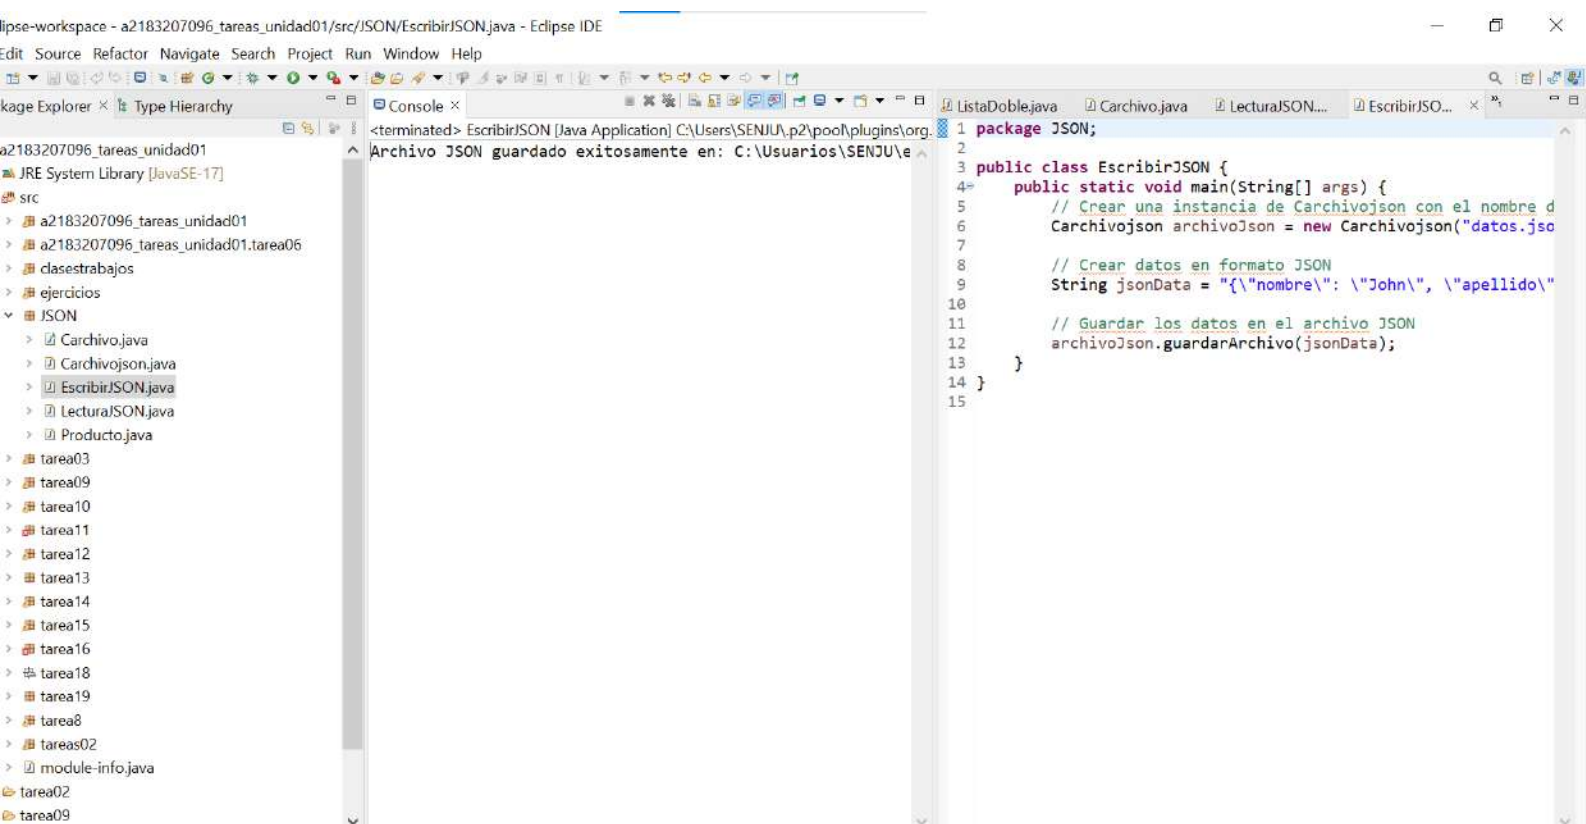 lipse-workspace - a2183207096_tareas_unidad01/src/JSON/EscribirJSON.java - Eclipse IDE
Edit Source Refactor Navigate Search Project Run Window Help
kage Explorer Type Hierarchy
a2183207096_tareas_unidad01
JRE System Library [JavaSE-17]
src
a2183207096_tareas_unidad01
a2183207096_tareas_unidad01.tarea06
clasestrabajos
ejercicios
JSON
Carchivo.java
Carchivojson.java
EscribirJSON.java
LecturaJSON.java
Producto.java
tarea03
tarea09
tarea10
tarea11
tarea12
tarea13
tarea14
tarea15
tarea16
tarea18
tarea19
tarea8
tareas02
module-info.java
tarea02
tarea09
Console
<terminated> EscribirJSON [Java Application] C:\Users\SENJU\.p2\pool\plugins\org.
Archivo JSON guardado exitosamente en: C:\Usuarios\SENJU\e
ListaDoble.java Carchivo.java LecturaJSON.... EscribirJSO...
1 package JSON;
2
3 public class EscribirJSON {
4 public static void main(String[] args) {
5 // Crear una instancia de Carchivojson con el nombre d
6 Carchivojson archivoJson = new Carchivojson("datos.jso
7
8 // Crear datos en formato JSON
9 String jsonData = "{\"nombre\": \"John\", \"apellido\"
10
11 // Guardar los datos en el archivo JSON
12 archivoJson.guardarArchivo(jsonData);
13 }
14 }
15